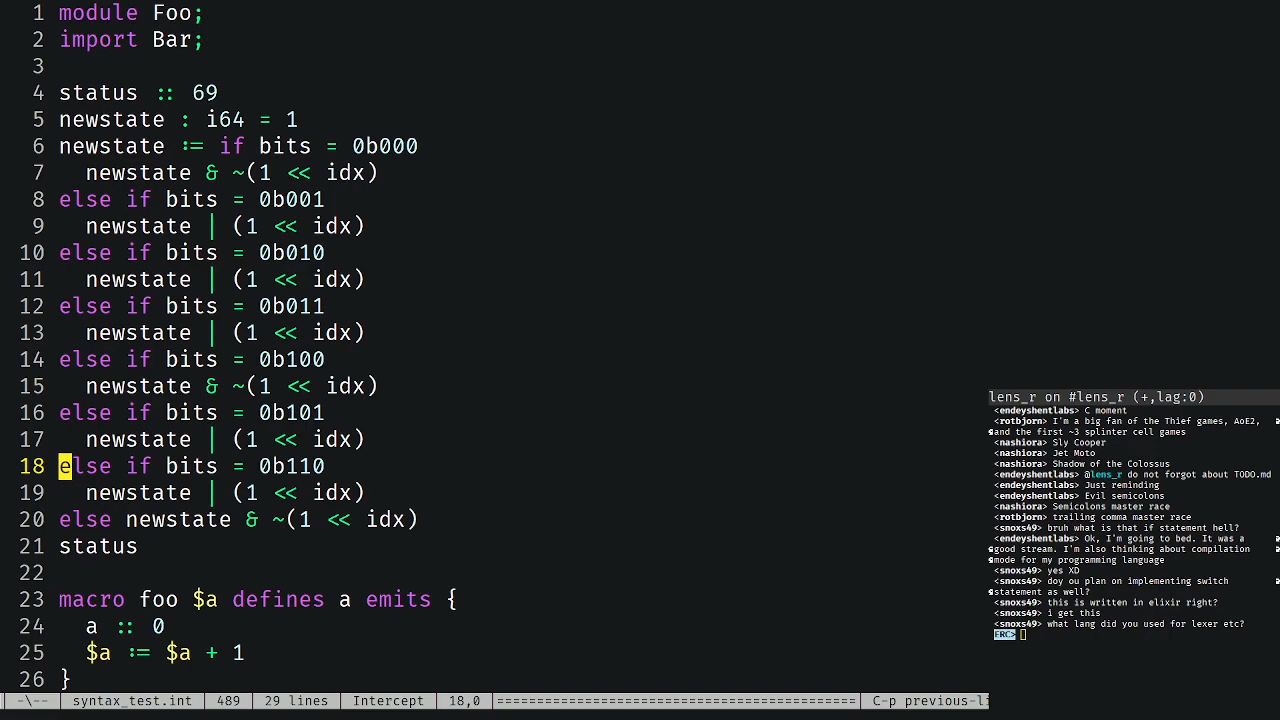 1 module Foo;
2 import Bar;
3
4 status :: 69
5 newstate : i64 = 1
6 newstate := if bits = 0b000
7 newstate & ~(1 << idx)
8 else if bits = 0b001
9 newstate | (1 << idx)
10 else if bits = 0b010
11 newstate | (1 << idx)
12 else if bits = 0b011
13 newstate | (1 << idx)
14 else if bits = 0b100
15 newstate & ~(1 << idx)
16 else if bits = 0b101
17 newstate | (1 << idx)
18 else if bits = 0b110
19 newstate | (1 << idx)
20 else newstate & ~(1 << idx)
21 status
22
23 macro foo $a defines a emits {
24 a :: 0
25 $a := $a + 1
26 }
-\-- syntax_test.int 489 29 lines Intercept 18,0 ============================================= C-p previous-li
lens_r on #lens_r (+,lag:0)
<endeyshentlabs> C moment
<rotbjorn> I'm a big fan of the Thief games, AoE2,
and the first ~3 splinter cell games
<nashiora> Sly Cooper
<nashiora> Jet Moto
<nashiora> Shadow of the Colossus
<endeyshentlabs> @lens_r do not forgot about TODO.md
<endeyshentlabs> Just reminding
<endeyshentlabs> Evil semicolons
<nashiora> Semicolons master race
<rotbjorn> trailing comma master race
<snoxs49> bruh what is that if statement hell?
<endeyshentlabs> Ok, I'm going to bed. It was a
good stream. I'm also thinking about compilation
mode for my programming language
<snoxs49> yes XD
<snoxs49> doy ou plan on implementing switch
statement as well?
<snoxs49> this is written in elixir right?
<snoxs49> i get this
<snoxs49> what lang did you used for lexer etc?
ERC>